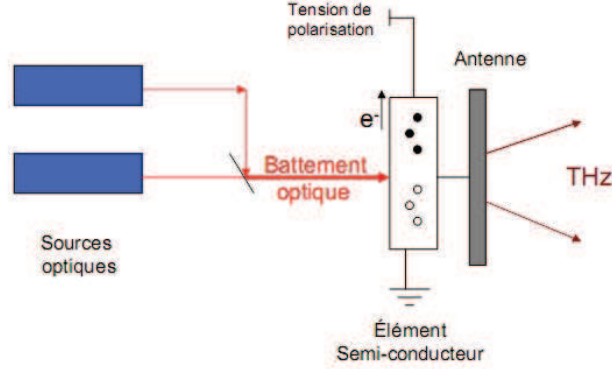 Tension de
polarisation
Antenne
e-
Battement
optique
THz
Sources
optiques
Élément
Semi-conducteur